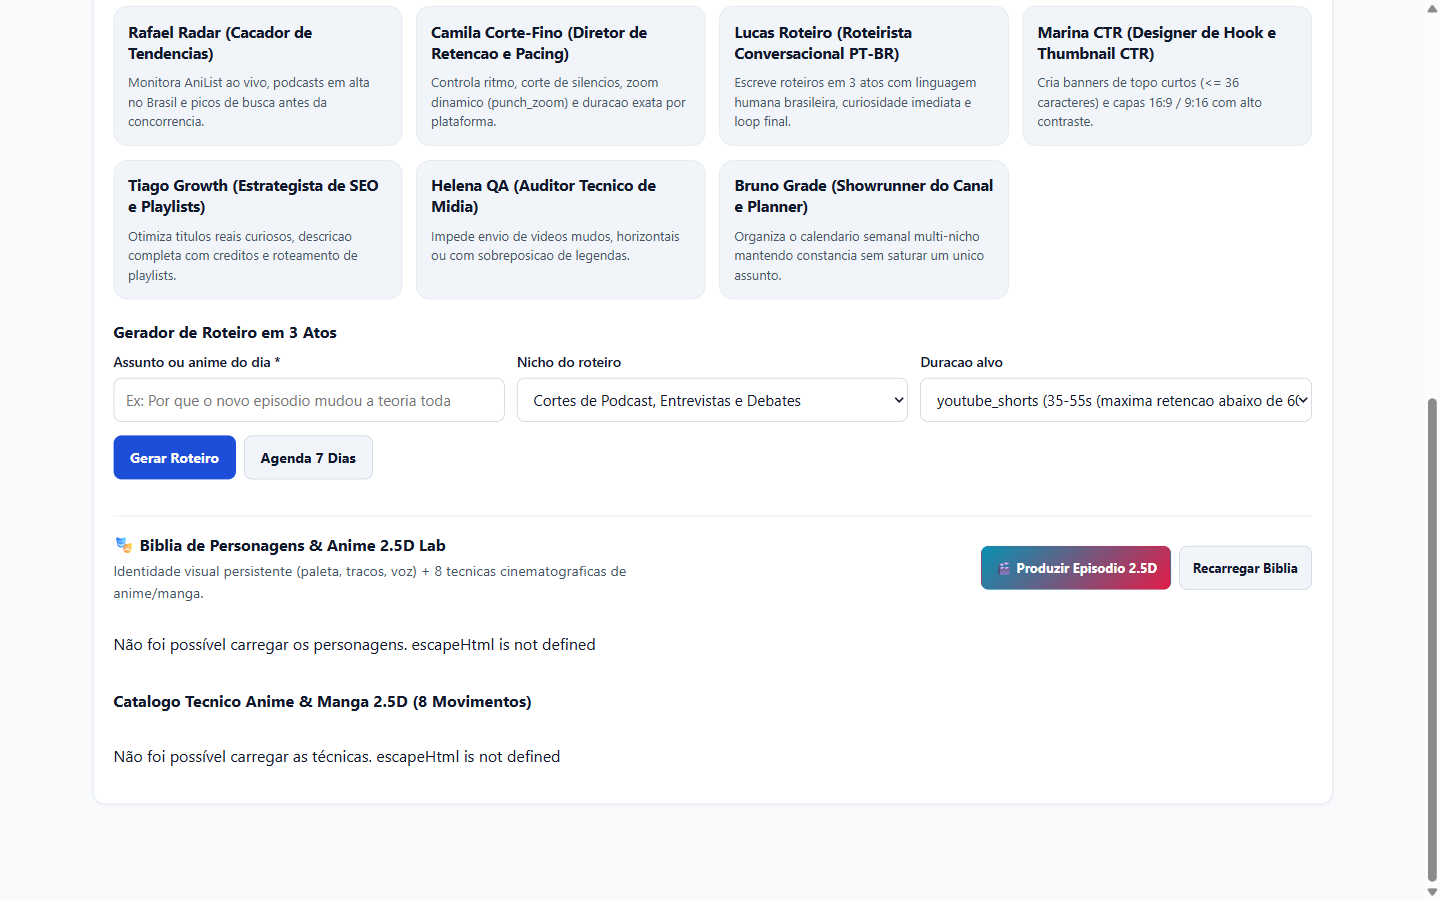 Rafael Radar (Cacador de
Tendencias)
Monitora AniList ao vivo, podcasts em alta
no Brasil e picos de busca antes da
concorrencia.
Camila Corte-Fino (Diretor de
Retencao e Pacing)
Controla ritmo, corte de silencios, zoom
dinamico (punch_zoom) e duracao exata por
plataforma.
Lucas Roteiro (Roteirista
Conversacional PT-BR)
Escreve roteiros em 3 atos com linguagem
humana brasileira, curiosidade imediata e
loop final.
Marina CTR (Designer de Hook e
Thumbnail CTR)
Cria banners de topo curtos (<= 36
caracteres) e capas 16:9 / 9:16 com alto
contraste.
Tiago Growth (Estrategista de SEO
e Playlists)
Otimiza titulos reais curiosos, descricao
completa com creditos e roteamento de
playlists.
Helena QA (Auditor Tecnico de
Midia)
Impede envio de videos mudos, horizontais
ou com sobreposicao de legendas.
Bruno Grade (Showrunner do Canal
e Planner)
Organiza o calendario semanal multi-nicho
mantendo constancia sem saturar um unico
assunto.
Gerador de Roteiro em 3 Atos
Assunto ou anime do dia *
Nicho do roteiro
Duracao alvo
Ex: Por que o novo episodio mudou a teoria toda
Cortes de Podcast, Entrevistas e Debates
youtube_shorts (35-55s (maxima retencao abaixo de 60
Gerar Roteiro
Agenda 7 Dias
Biblia de Personagens & Anime 2.5D Lab
Identidade visual persistente (paleta, tracos, voz) + 8 tecnicas cinematograficas de
anime/manga.
Produzir Episodio 2.5D
Recarregar Biblia
Não foi possível carregar os personagens. escapeHtml is not defined
Catalogo Tecnico Anime & Manga 2.5D (8 Movimentos)
Não foi possível carregar as técnicas. escapeHtml is not defined